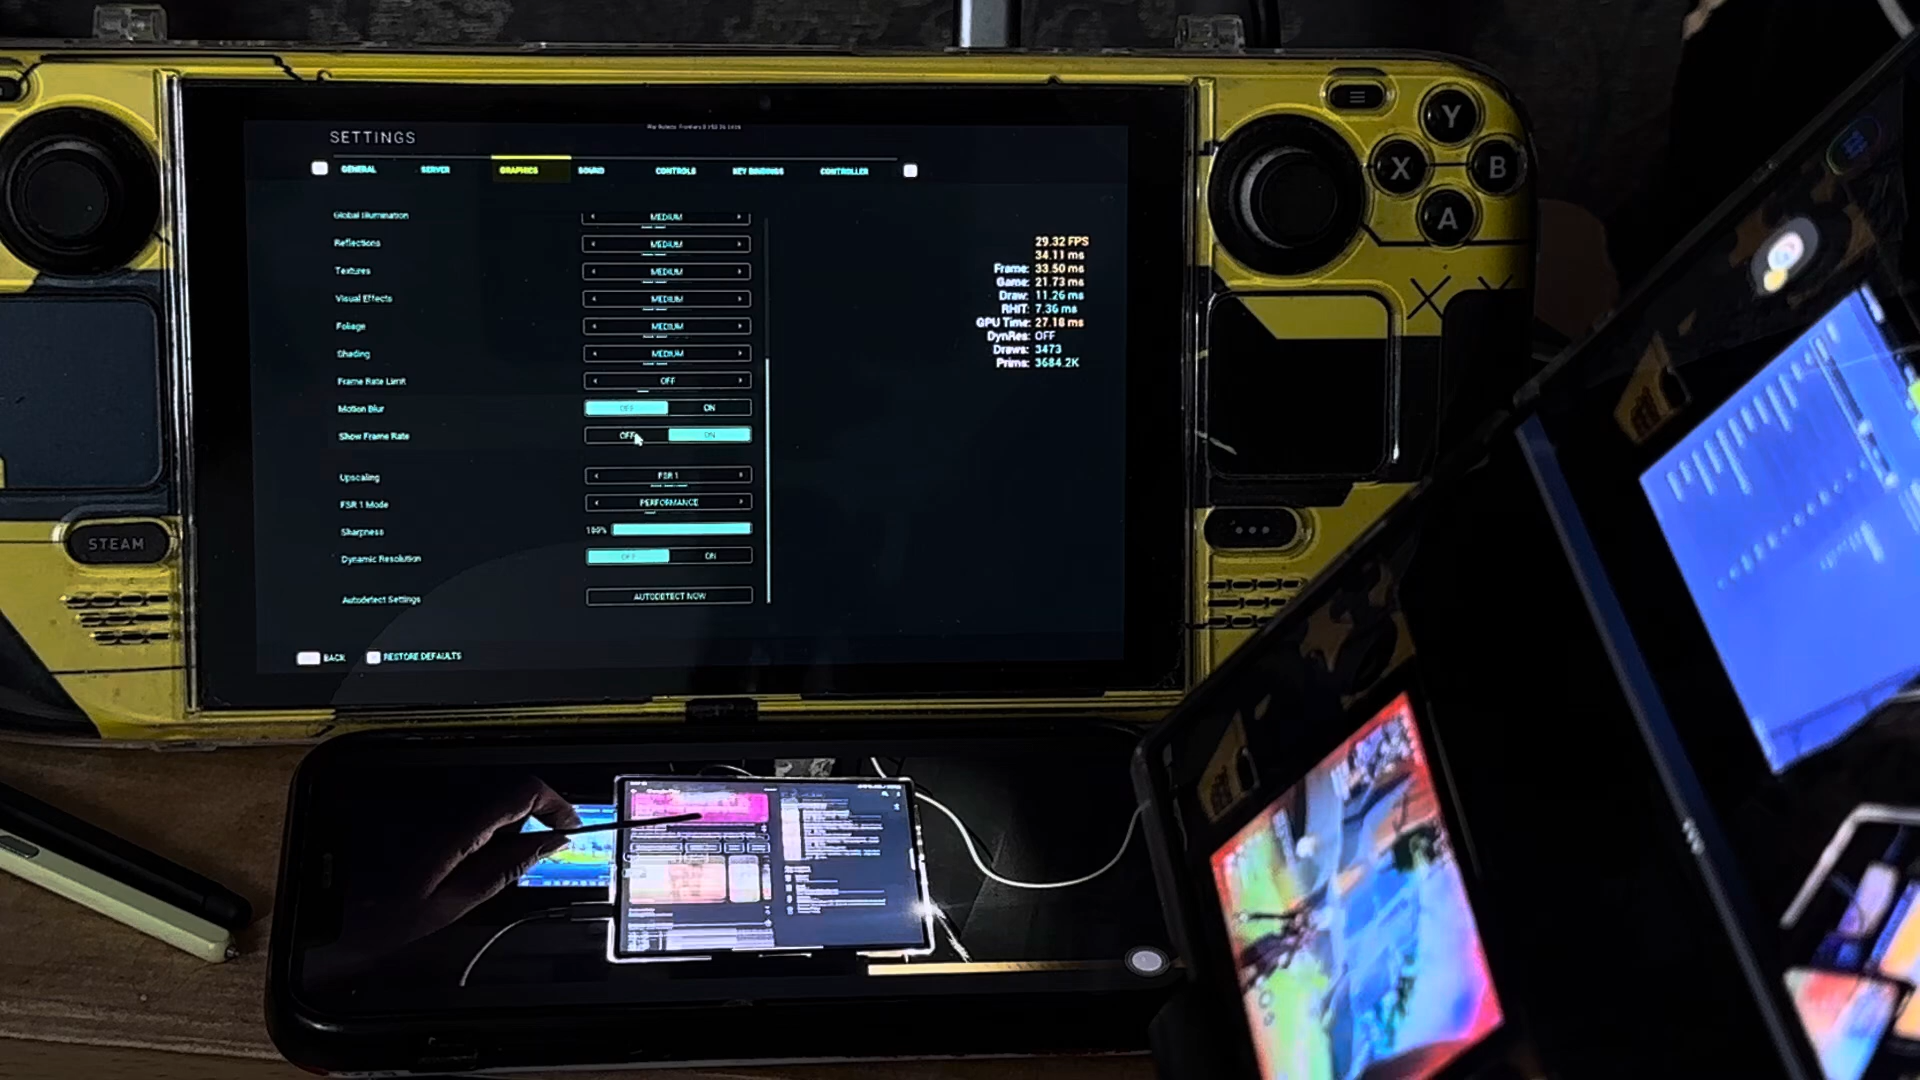 SETTINGS
GENERAL SERVER GRAPHICS SOUND CONTROLS KEY BINDINGS CONTROLLER
Global Illumination MEDIUM
Reflections MEDIUM
Textures MEDIUM
Visual Effects MEDIUM
Foliage MEDIUM
Shading MEDIUM
Frame Rate Limit OFF
Motion Blur OFF ON
Show Frame Rate OFF ON
Upscaling FSR 1
FSR 1 Mode PERFORMANCE
Sharpness 100%
Dynamic Resolution OFF ON
Autodetect Settings AUTODETECT NOW
BACK RESTORE DEFAULTS
29.32 FPS
34.11 ms
Frame: 33.50 ms
Game: 21.73 ms
Draw: 11.26 ms
RHIT: 7.36 ms
GPU Time: 27.18 ms
DynRes: OFF
Draws: 3473
Prims: 3684.2K
Y
X B
A
STEAM